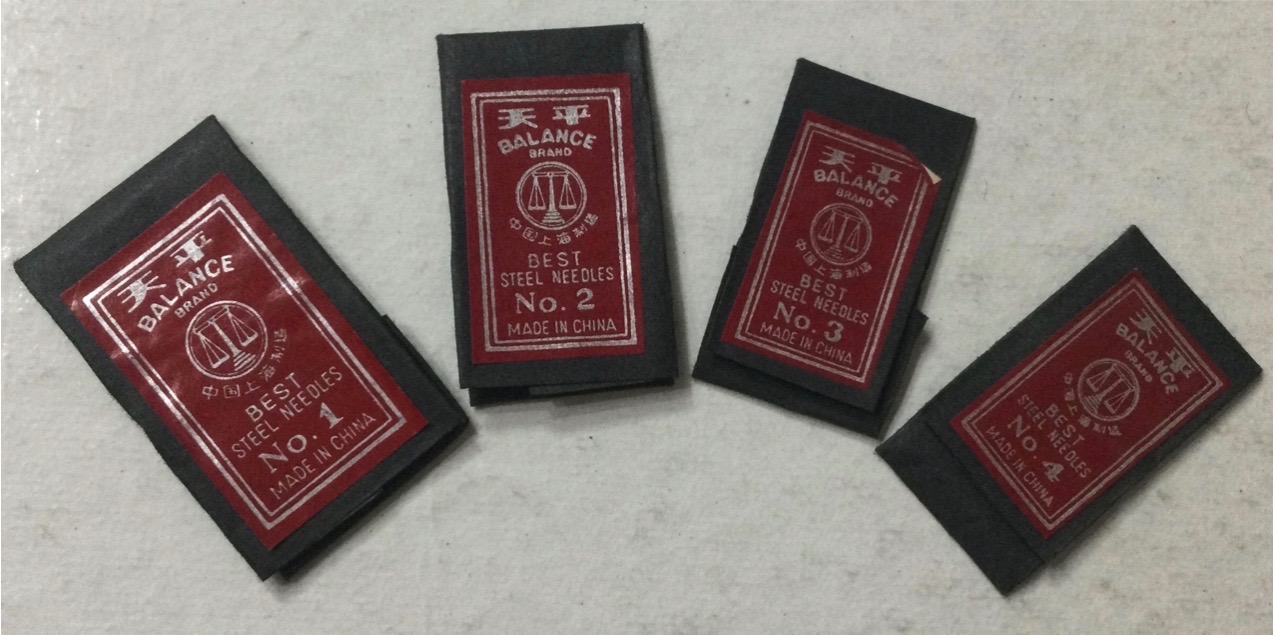 天平
BALANCE
BRAND
中国上海制造
BEST
STEEL NEEDLES
No. 1
MADE IN CHINA
天平
BALANCE
BRAND
中国上海制造
BEST
STEEL NEEDLES
No. 2
MADE IN CHINA
天平
BALANCE
BRAND
中国上海制造
BEST
STEEL NEEDLES
No. 3
MADE IN CHINA
天平
BALANCE
BRAND
中国上海制造
BEST
STEEL NEEDLES
No. 4
MADE IN CHINA